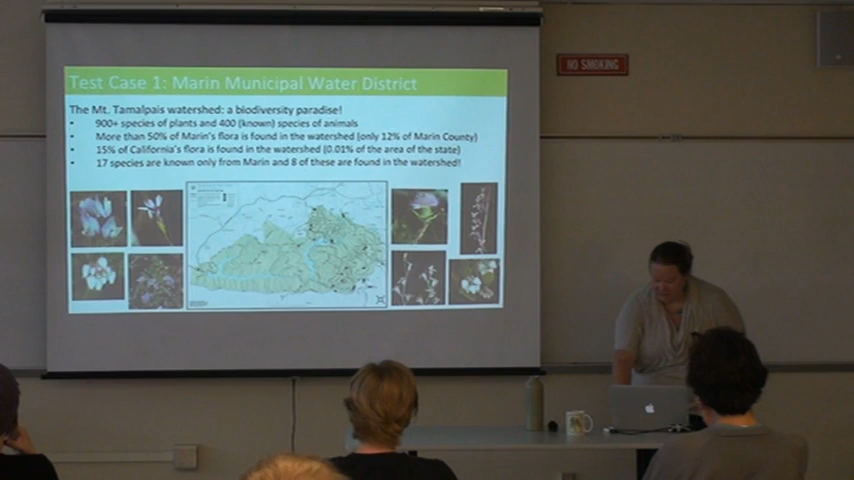 Test Case 1: Marin Municipal Water District
The Mt. Tamalpais watershed: a biodiversity paradise!
• 900+ species of plants and 400 (known) species of animals
• More than 50% of Marin's flora is found in the watershed (only 12% of Marin County)
• 15% of California's flora is found in the watershed (0.01% of the area of the state)
• 17 species are known only from Marin and 8 of these are found in the watershed!
NO SMOKING